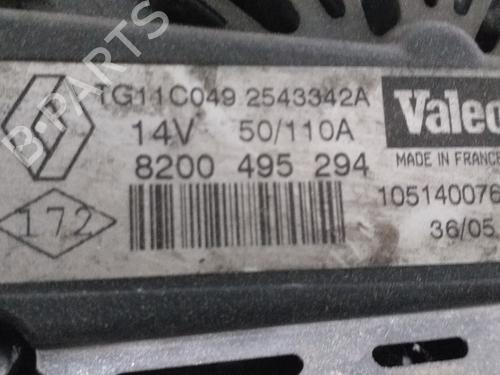 B-PARTS
TG11C049 2543342A
Valeo
14V 50/110A
MADE IN FRANCE
8200 495 294
172
105140076
36/05